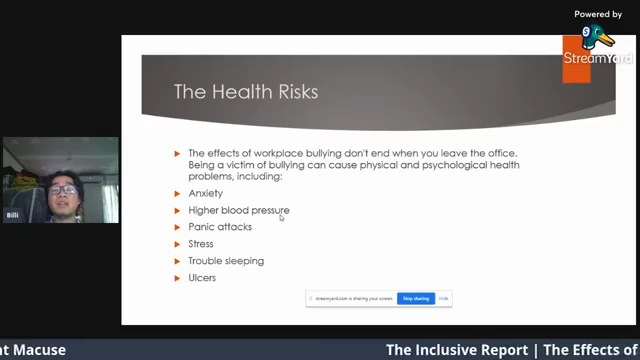 Powered by
StreamYard
The Health Risks
The effects of workplace bullying don't end when you leave the office.
Being a victim of bullying can cause physical and psychological health
problems, including:
Anxiety
Higher blood pressure
Panic attacks
Stress
Trouble sleeping
Ulcers
Billi
streamyard.com is sharing your screen.
Stop sharing
Hide
nt Macuse
The Inclusive Report | The Effects of